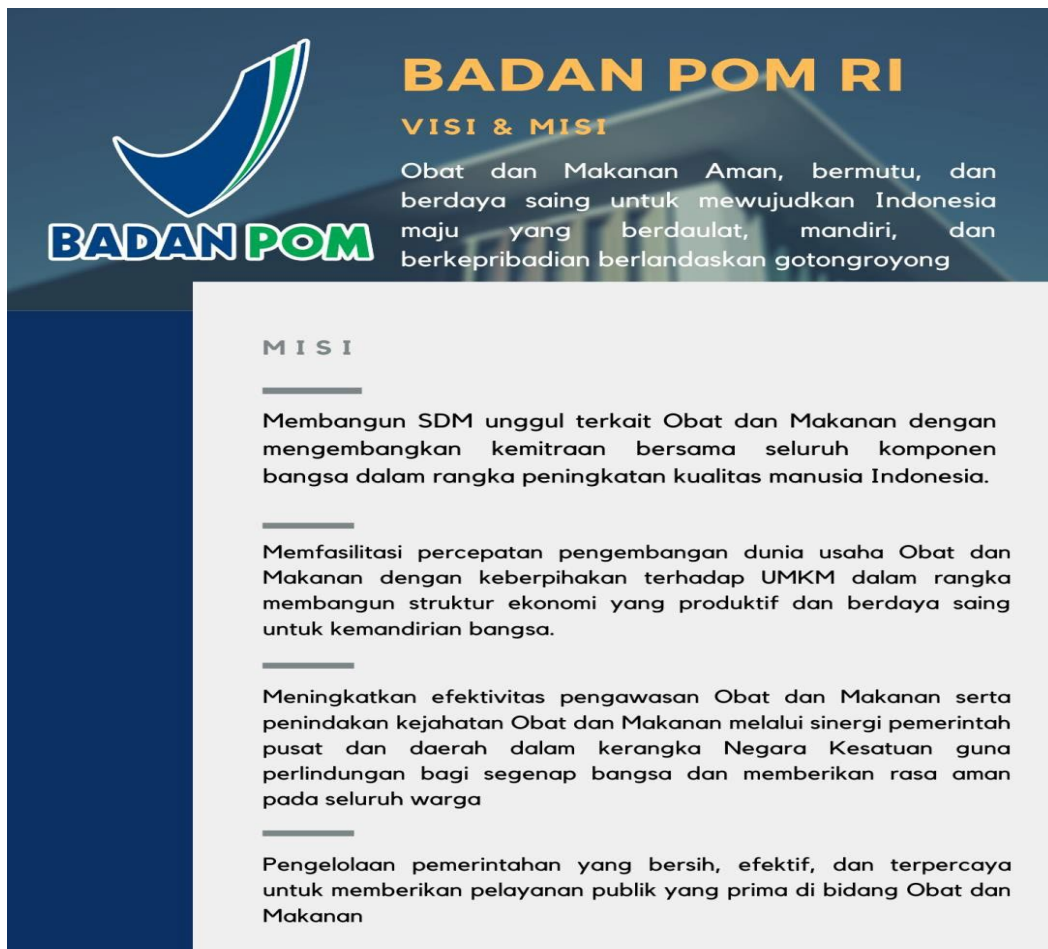 BADAN POM
BADAN POM RI
VISI & MISI
Obat dan Makanan Aman, bermutu, dan
berdaya saing untuk mewujudkan Indonesia
maju yang berdaulat, mandiri, dan
berkepribadian berlandaskan gotongroyong
MISI
Membangun SDM unggul terkait Obat dan Makanan dengan
mengembangkan kemitraan bersama seluruh komponen
bangsa dalam rangka peningkatan kualitas manusia Indonesia.
Memfasilitasi percepatan pengembangan dunia usaha Obat dan
Makanan dengan keberpihakan terhadap UMKM dalam rangka
membangun struktur ekonomi yang produktif dan berdaya saing
untuk kemandirian bangsa.
Meningkatkan efektivitas pengawasan Obat dan Makanan serta
penindakan kejahatan Obat dan Makanan melalui sinergi pemerintah
pusat dan daerah dalam kerangka Negara Kesatuan guna
perlindungan bagi segenap bangsa dan memberikan rasa aman
pada seluruh warga
Pengelolaan pemerintahan yang bersih, efektif, dan terpercaya
untuk memberikan pelayanan publik yang prima di bidang Obat dan
Makanan